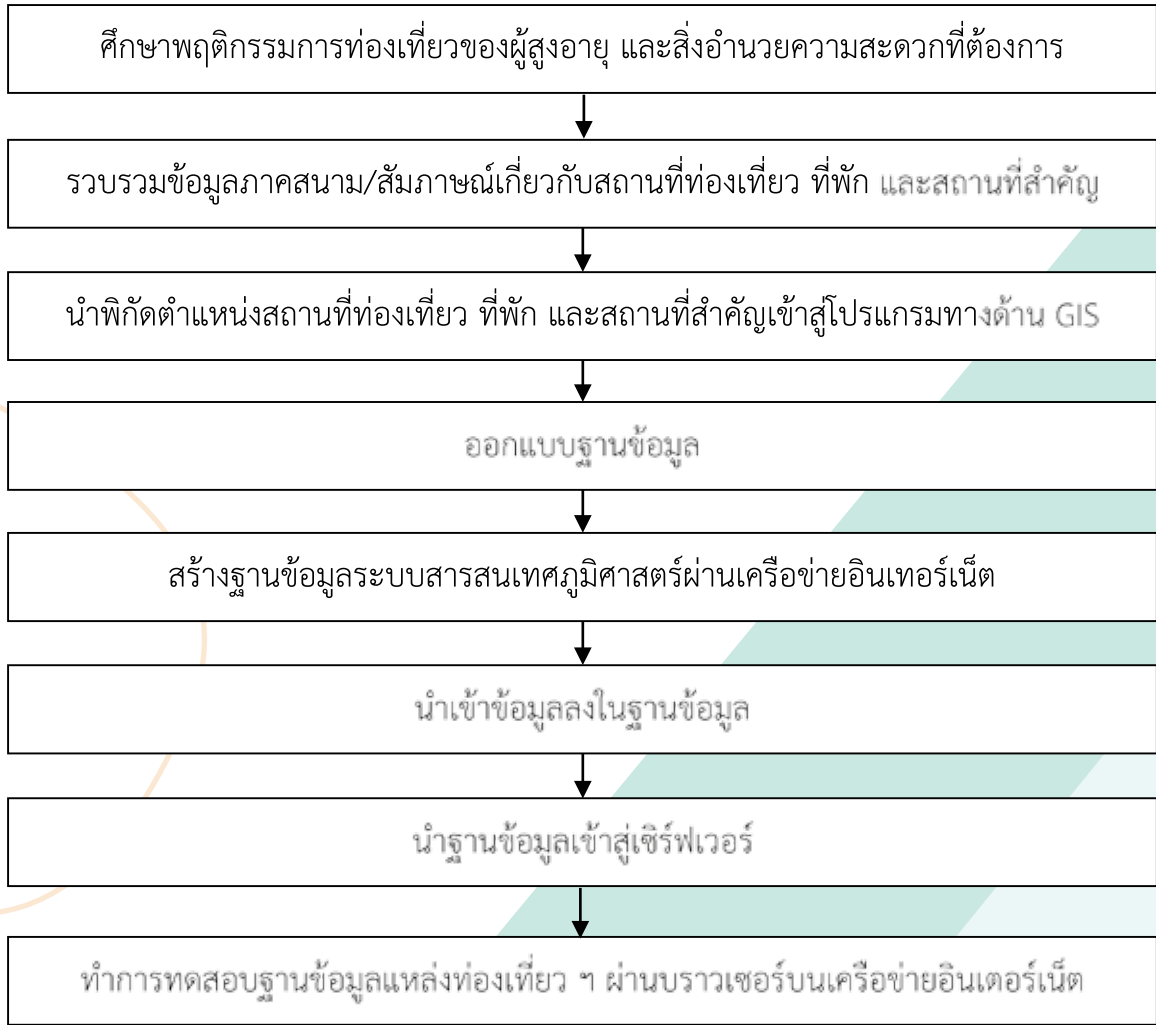 ศึกษาพฤติกรรมการท่องเที่ยวของผู้สูงอายุ และสิ่งอำนวยความสะดวกที่ต้องการ
รวบรวมข้อมูลภาคสนาม/สัมภาษณ์เกี่ยวกับสถานที่ท่องเที่ยว ที่พัก และสถานที่สำคัญ
นำพิกัดตำแหน่งสถานที่ท่องเที่ยว ที่พัก และสถานที่สำคัญเข้าสู่โปรแกรมทางด้าน GIS
ออกแบบฐานข้อมูล
สร้างฐานข้อมูลระบบสารสนเทศภูมิศาสตร์ผ่านเครือข่ายอินเทอร์เน็ต
นำเข้าข้อมูลลงในฐานข้อมูล
นำฐานข้อมูลเข้าสู่เซิร์ฟเวอร์
ทำการทดสอบฐานข้อมูลแหล่งท่องเที่ยว ฯ ผ่านบราวเซอร์บนเครือข่ายอินเตอร์เน็ต